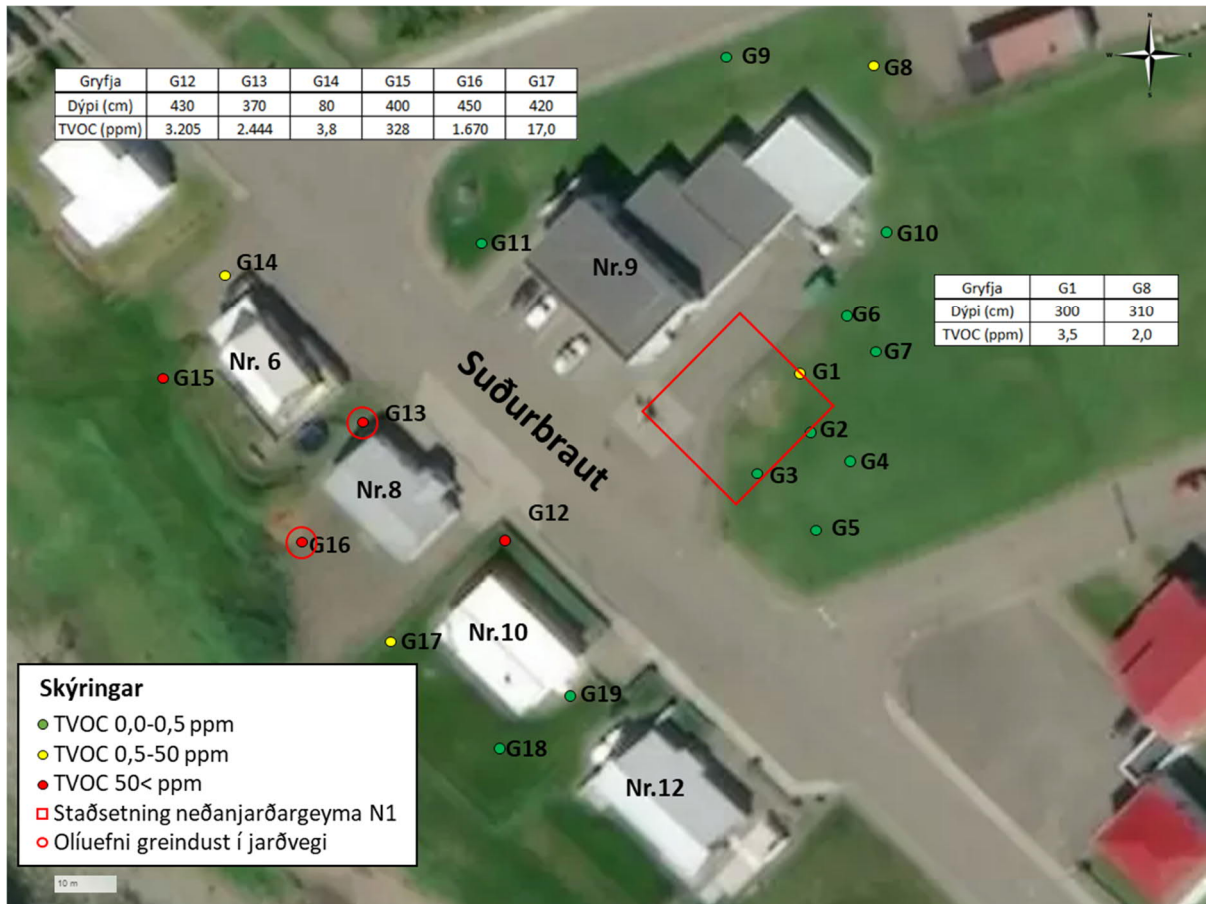 N
W E
S
G9
G8
Gryfja G12 G13 G14 G15 G16 G17
Dýpi (cm) 430 370 80 400 450 420
TVOC (ppm) 3.205 2.444 3,8 328 1.670 17,0
G11
G10
Nr.9
G14
Gryfja G1 G8
Dýpi (cm) 300 310
TVOC (ppm) 3,5 2,0
G6
G7
Nr. 6
G15
G1
Suðurbraut
G13
G2
G4
G3
Nr.8
G12
G5
G16
G17
Nr.10
G19
G18
Nr.12
Skýringar
TVOC 0,0-0,5 ppm
TVOC 0,5-50 ppm
TVOC 50< ppm
Staðsetning neðanjarðargeyma N1
Olíuefni greindust í jarðvegi
10 m